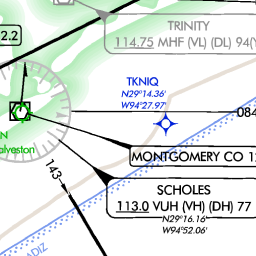 TRINITY
114.75 MHF (VL) (DL) 94(Y
2.2
TKNIQ
N29°14.36'
W94°27.97'
084
MONTGOMERY CO 1
N
alveston
143
SCHOLES
113.0 VUH (VH) (DH) 77
N29°16.16'
W94°52.06'
ADIZ